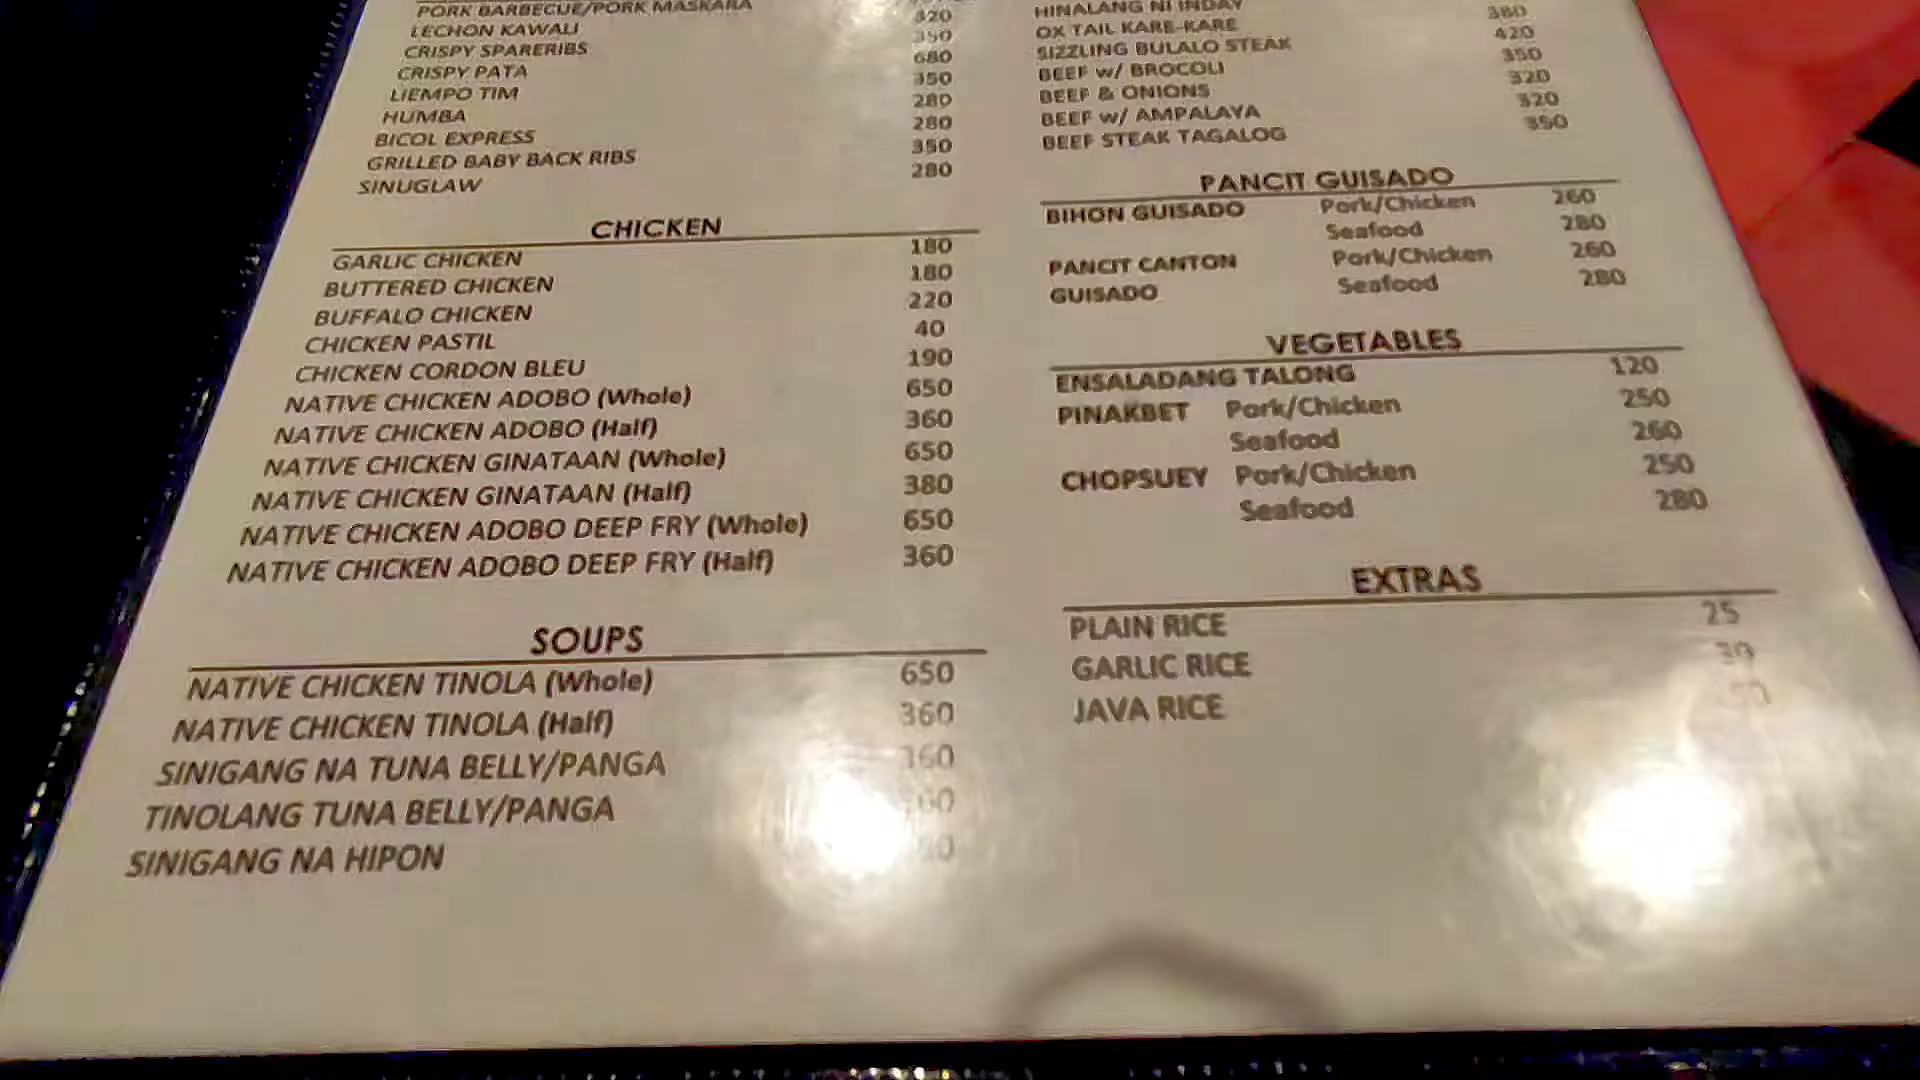 PORK BARBECUE/PORK MASKARA
LECHON KAWALI 320
CRISPY SPARERIBS 350
CRISPY PATA 680
LIEMPO TIM 350
HUMBA 280
BICOL EXPRESS 280
GRILLED BABY BACK RIBS 350
SINUGLAW 280
CHICKEN
GARLIC CHICKEN 180
BUTTERED CHICKEN 180
BUFFALO CHICKEN 220
CHICKEN PASTIL 40
CHICKEN CORDON BLEU 190
NATIVE CHICKEN ADOBO (Whole) 650
NATIVE CHICKEN ADOBO (Half) 360
NATIVE CHICKEN GINATAAN (Whole) 650
NATIVE CHICKEN GINATAAN (Half) 380
NATIVE CHICKEN ADOBO DEEP FRY (Whole) 650
NATIVE CHICKEN ADOBO DEEP FRY (Half) 360
SOUPS
NATIVE CHICKEN TINOLA (Whole) 650
NATIVE CHICKEN TINOLA (Half) 360
SINIGANG NA TUNA BELLY/PANGA
TINOLANG TUNA BELLY/PANGA
SINIGANG NA HIPON
HINALANG NI INDAY
OX TAIL KARE-KARE 380
SIZZLING BULALO STEAK 420
BEEF w/ BROCOLI 350
BEEF & ONIONS 320
BEEF w/ AMPALAYA 320
BEEF STEAK TAGALOG 350
PANCIT GUISADO
BIHON GUISADO Pork/Chicken 260
Seafood 280
PANCIT CANTON Pork/Chicken 260
GUISADO Seafood 280
VEGETABLES
ENSALADANG TALONG 120
PINAKBET Pork/Chicken 250
Seafood 260
CHOPSUEY Pork/Chicken 250
Seafood 280
EXTRAS
PLAIN RICE 25
GARLIC RICE 30
JAVA RICE